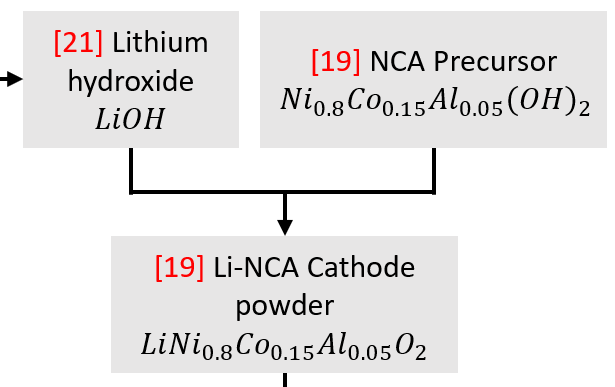 [21] Lithium
hydroxide
LiOH
[19] NCA Precursor
Ni₀.₈Co₀.₁₅Al₀.₀₅(OH)₂
[19] Li-NCA Cathode
powder
LiNi₀.₈Co₀.₁₅Al₀.₀₅O₂